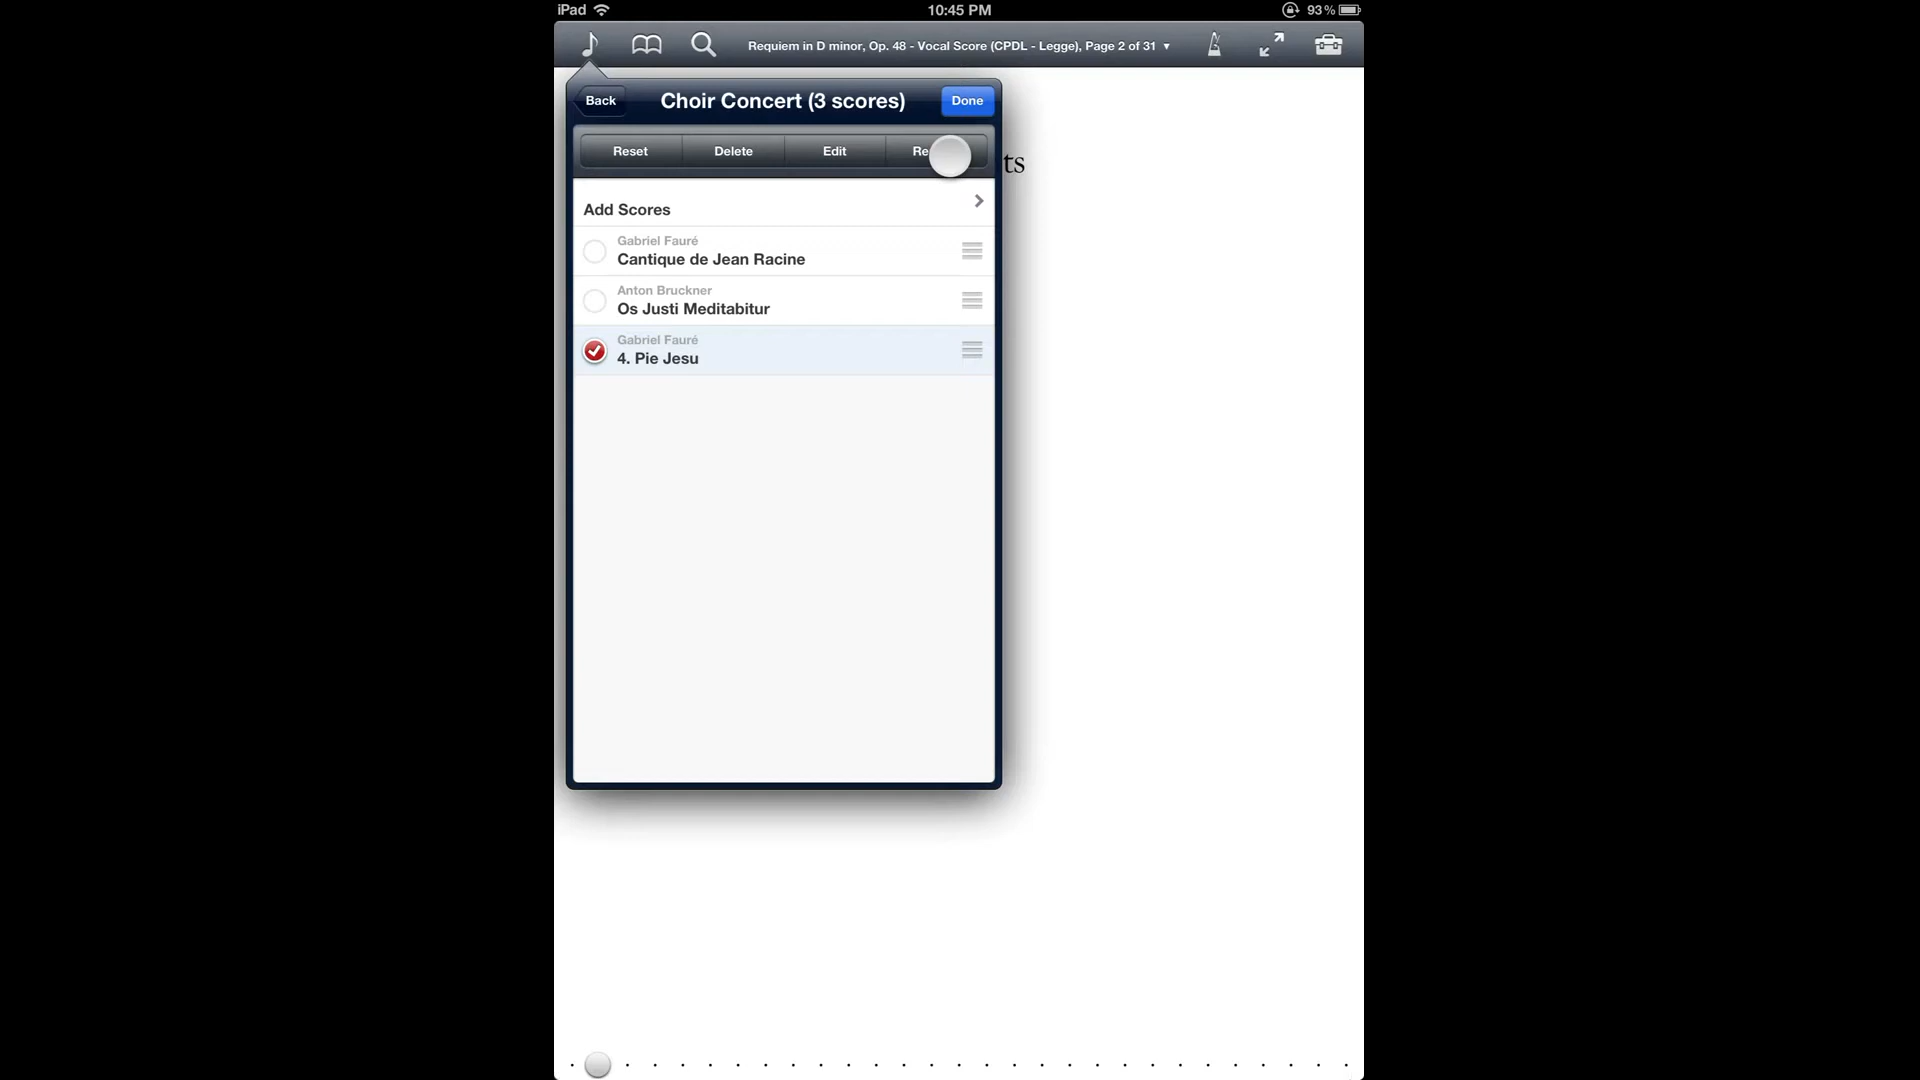 iPad 10:45 PM 93%
Requiem in D minor, Op. 48 - Vocal Score (CPDL - Legge), Page 2 of 31 ▼
Back Choir Concert (3 scores) Done
Reset Delete Edit
ts
Add Scores
Gabriel Fauré
Cantique de Jean Racine
Anton Bruckner
Os Justi Meditabitur
Gabriel Fauré
4. Pie Jesu